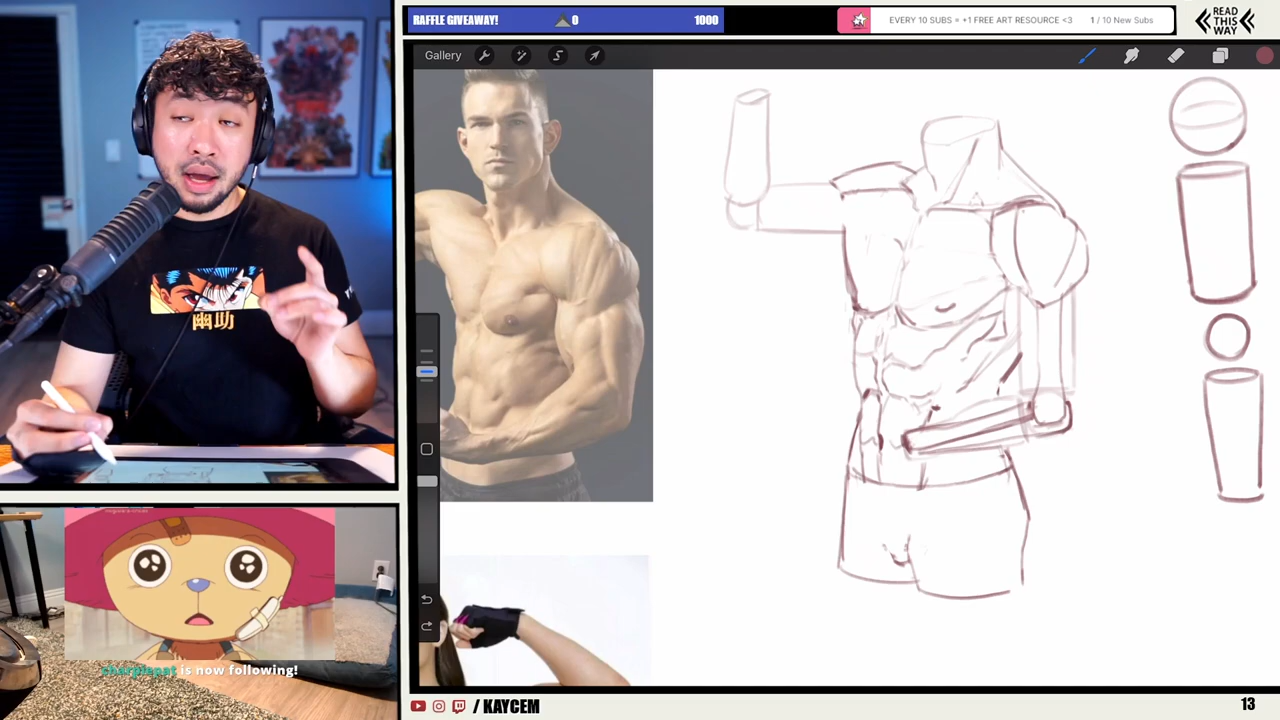 RAFFLE GIVEAWAY!
0
1000
EVERY 10 SUBS = +1 FREE ART RESOURCE <3
1 / 10 New Subs
READ
THIS
WAY
Gallery
幽助
is now following!
/ KAYCEM
13